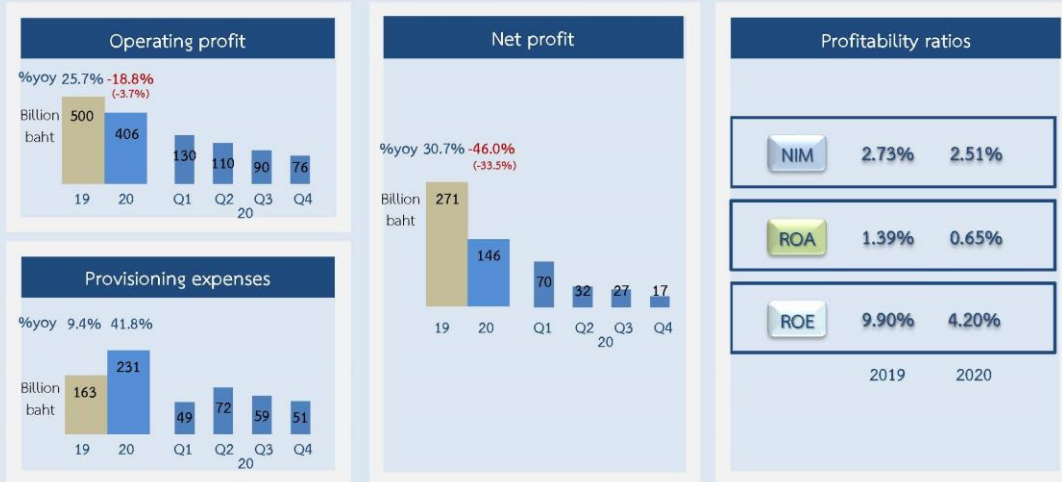 Operating profit
%yoy 25.7% -18.8%
(-3.7%)
Billion baht
500 406 130 110 90 76
19 20 Q1 Q2 Q3 Q4
20
Provisioning expenses
%yoy 9.4% 41.8%
Billion baht
163 231 49 72 59 51
19 20 Q1 Q2 Q3 Q4
20
Net profit
%yoy 30.7% -46.0%
(-33.5%)
Billion baht
271 146 70 32 27 17
19 20 Q1 Q2 Q3 Q4
20
Profitability ratios
NIM 2.73% 2.51%
ROA 1.39% 0.65%
ROE 9.90% 4.20%
2019 2020